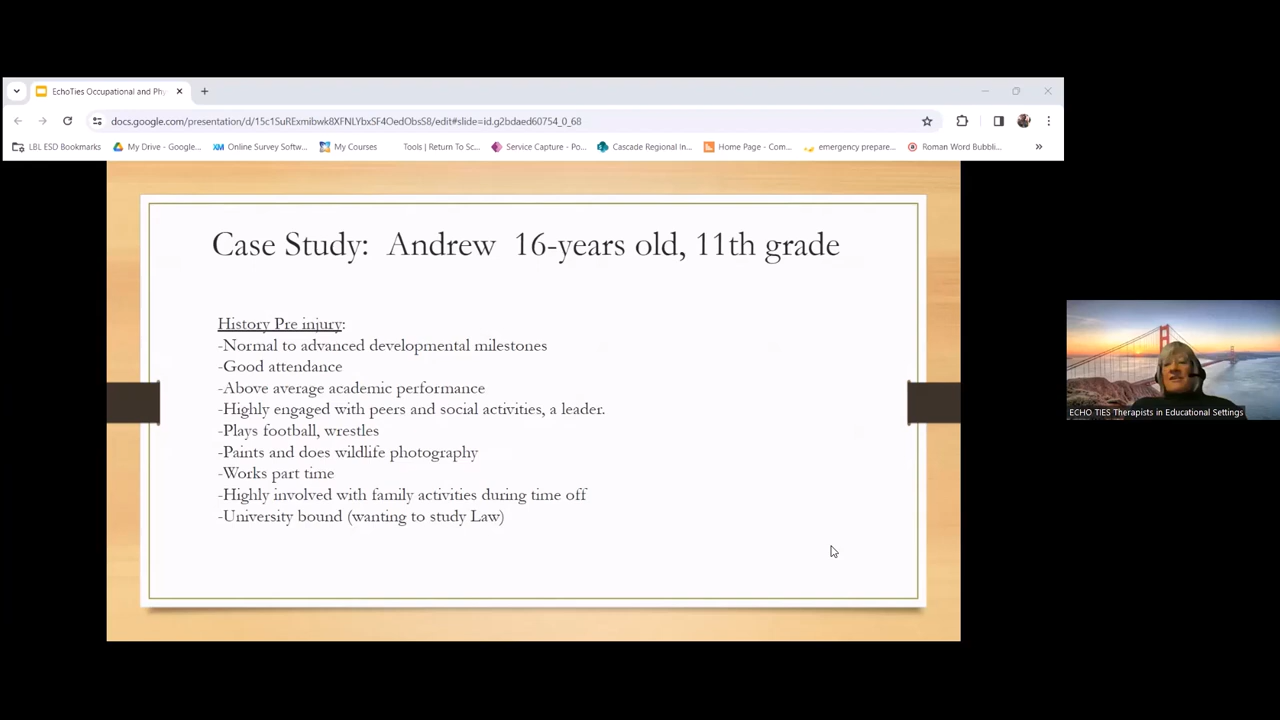 EchoTies Occupational and Phy
docs.google.com/presentation/d/15c1SuRExmibwk8XFNLYbxSF4OedObsS8/edit#slide=id.g2bdaed60754_0_68
LBL ESD Bookmarks My Drive - Google... Online Survey Softw... My Courses Tools | Return To Sc... Service Capture - Po... Cascade Regional In... Home Page - Com... emergency prepare... Roman Word Bubbli...
Case Study: Andrew 16-years old, 11th grade
History Pre injury:
-Normal to advanced developmental milestones
-Good attendance
-Above average academic performance
-Highly engaged with peers and social activities, a leader.
-Plays football, wrestles
-Paints and does wildlife photography
-Works part time
-Highly involved with family activities during time off
-University bound (wanting to study Law)
ECHO TIES Therapists in Educational Settings